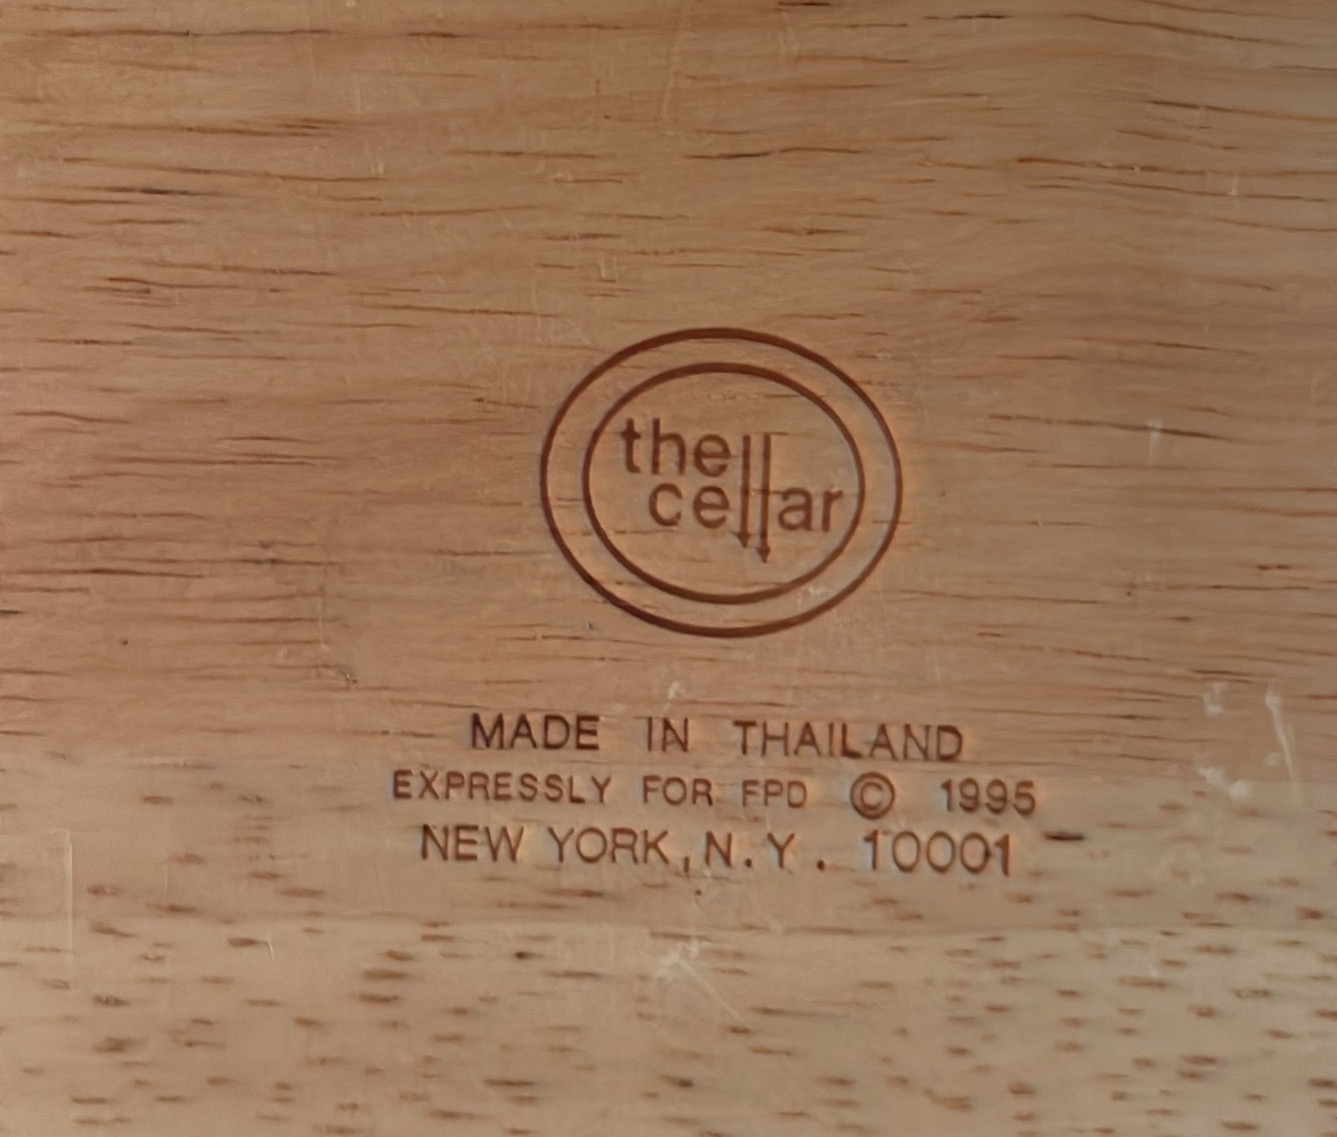 the
cellar
MADE IN THAILAND
EXPRESSLY FOR FPD © 1995
NEW YORK, N.Y. 10001